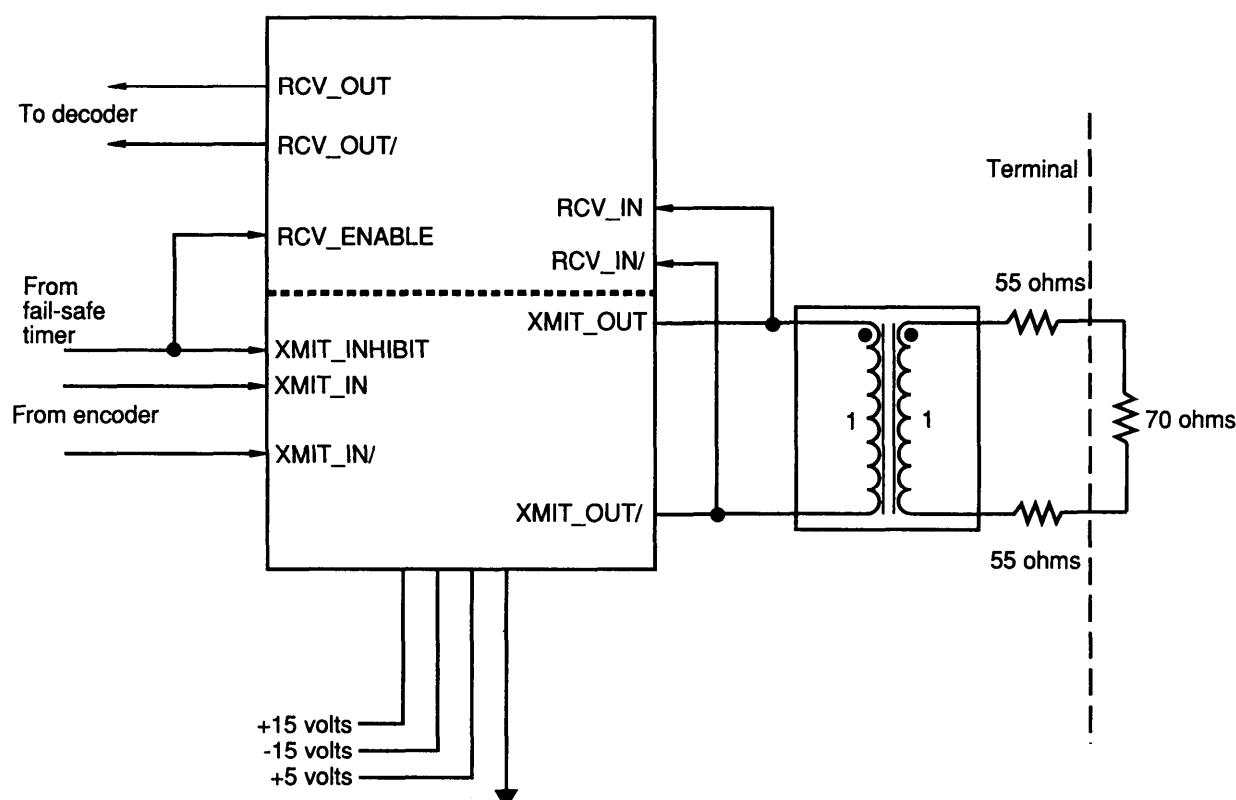 RCV_OUT
To decoder
RCV_OUT/
Terminal
RCV_IN
RCV_ENABLE
RCV_IN/
From
fail-safe
timer
55 ohms
XMIT_OUT
XMIT_INHIBIT
XMIT_IN
From encoder
1
1
70 ohms
XMIT_IN/
XMIT_OUT/
55 ohms
+15 volts
-15 volts
+5 volts